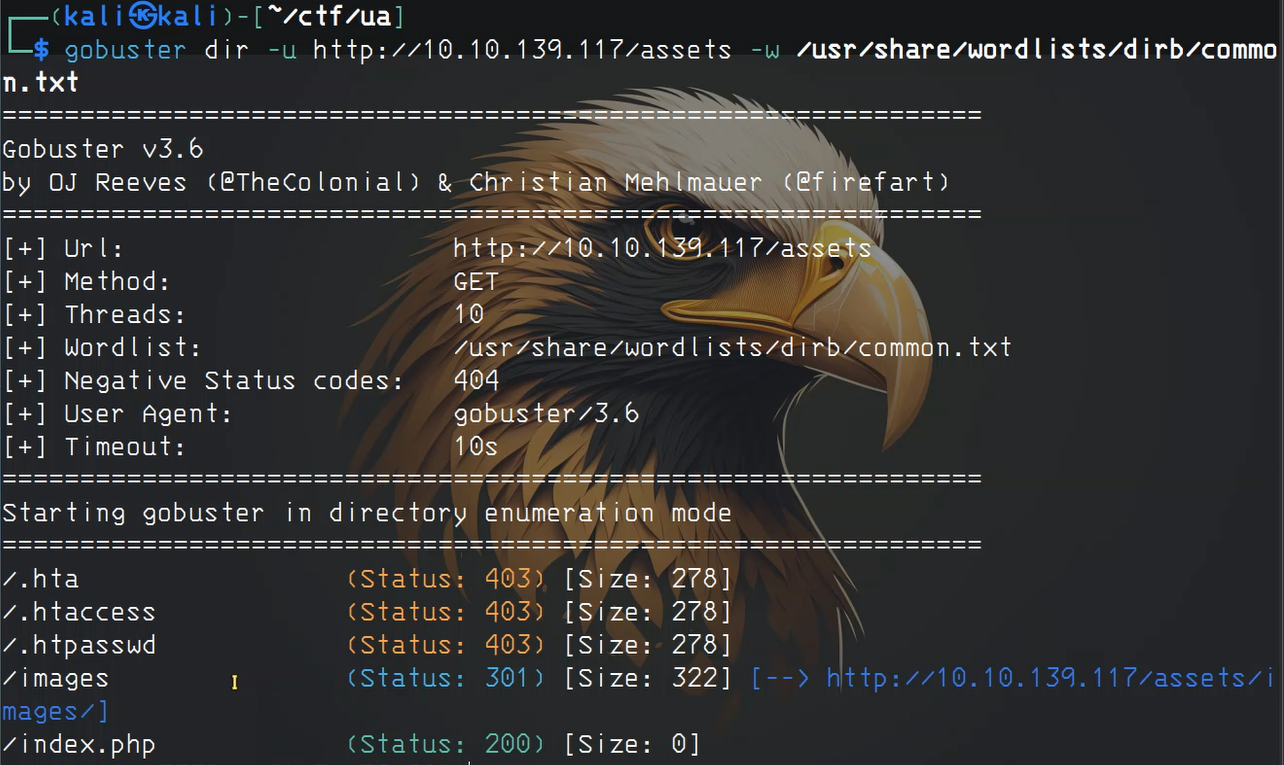 ┌──(kali㉿kali)-[~/ctf/ua]
└─$ gobuster dir -u http://10.10.139.117/assets -w /usr/share/wordlists/dirb/commo
n.txt
===============================================================
Gobuster v3.6
by OJ Reeves (@TheColonial) & Christian Mehlmauer (@firefart)
===============================================================
[+] Url:                     http://10.10.139.117/assets
[+] Method:                  GET
[+] Threads:                 10
[+] Wordlist:                /usr/share/wordlists/dirb/common.txt
[+] Negative Status codes:   404
[+] User Agent:              gobuster/3.6
[+] Timeout:                 10s
===============================================================
Starting gobuster in directory enumeration mode
===============================================================
/.hta                 (Status: 403) [Size: 278]
/.htaccess            (Status: 403) [Size: 278]
/.htpasswd            (Status: 403) [Size: 278]
/images               (Status: 301) [Size: 322] [--> http://10.10.139.117/assets/i
mages/]
/index.php            (Status: 200) [Size: 0]